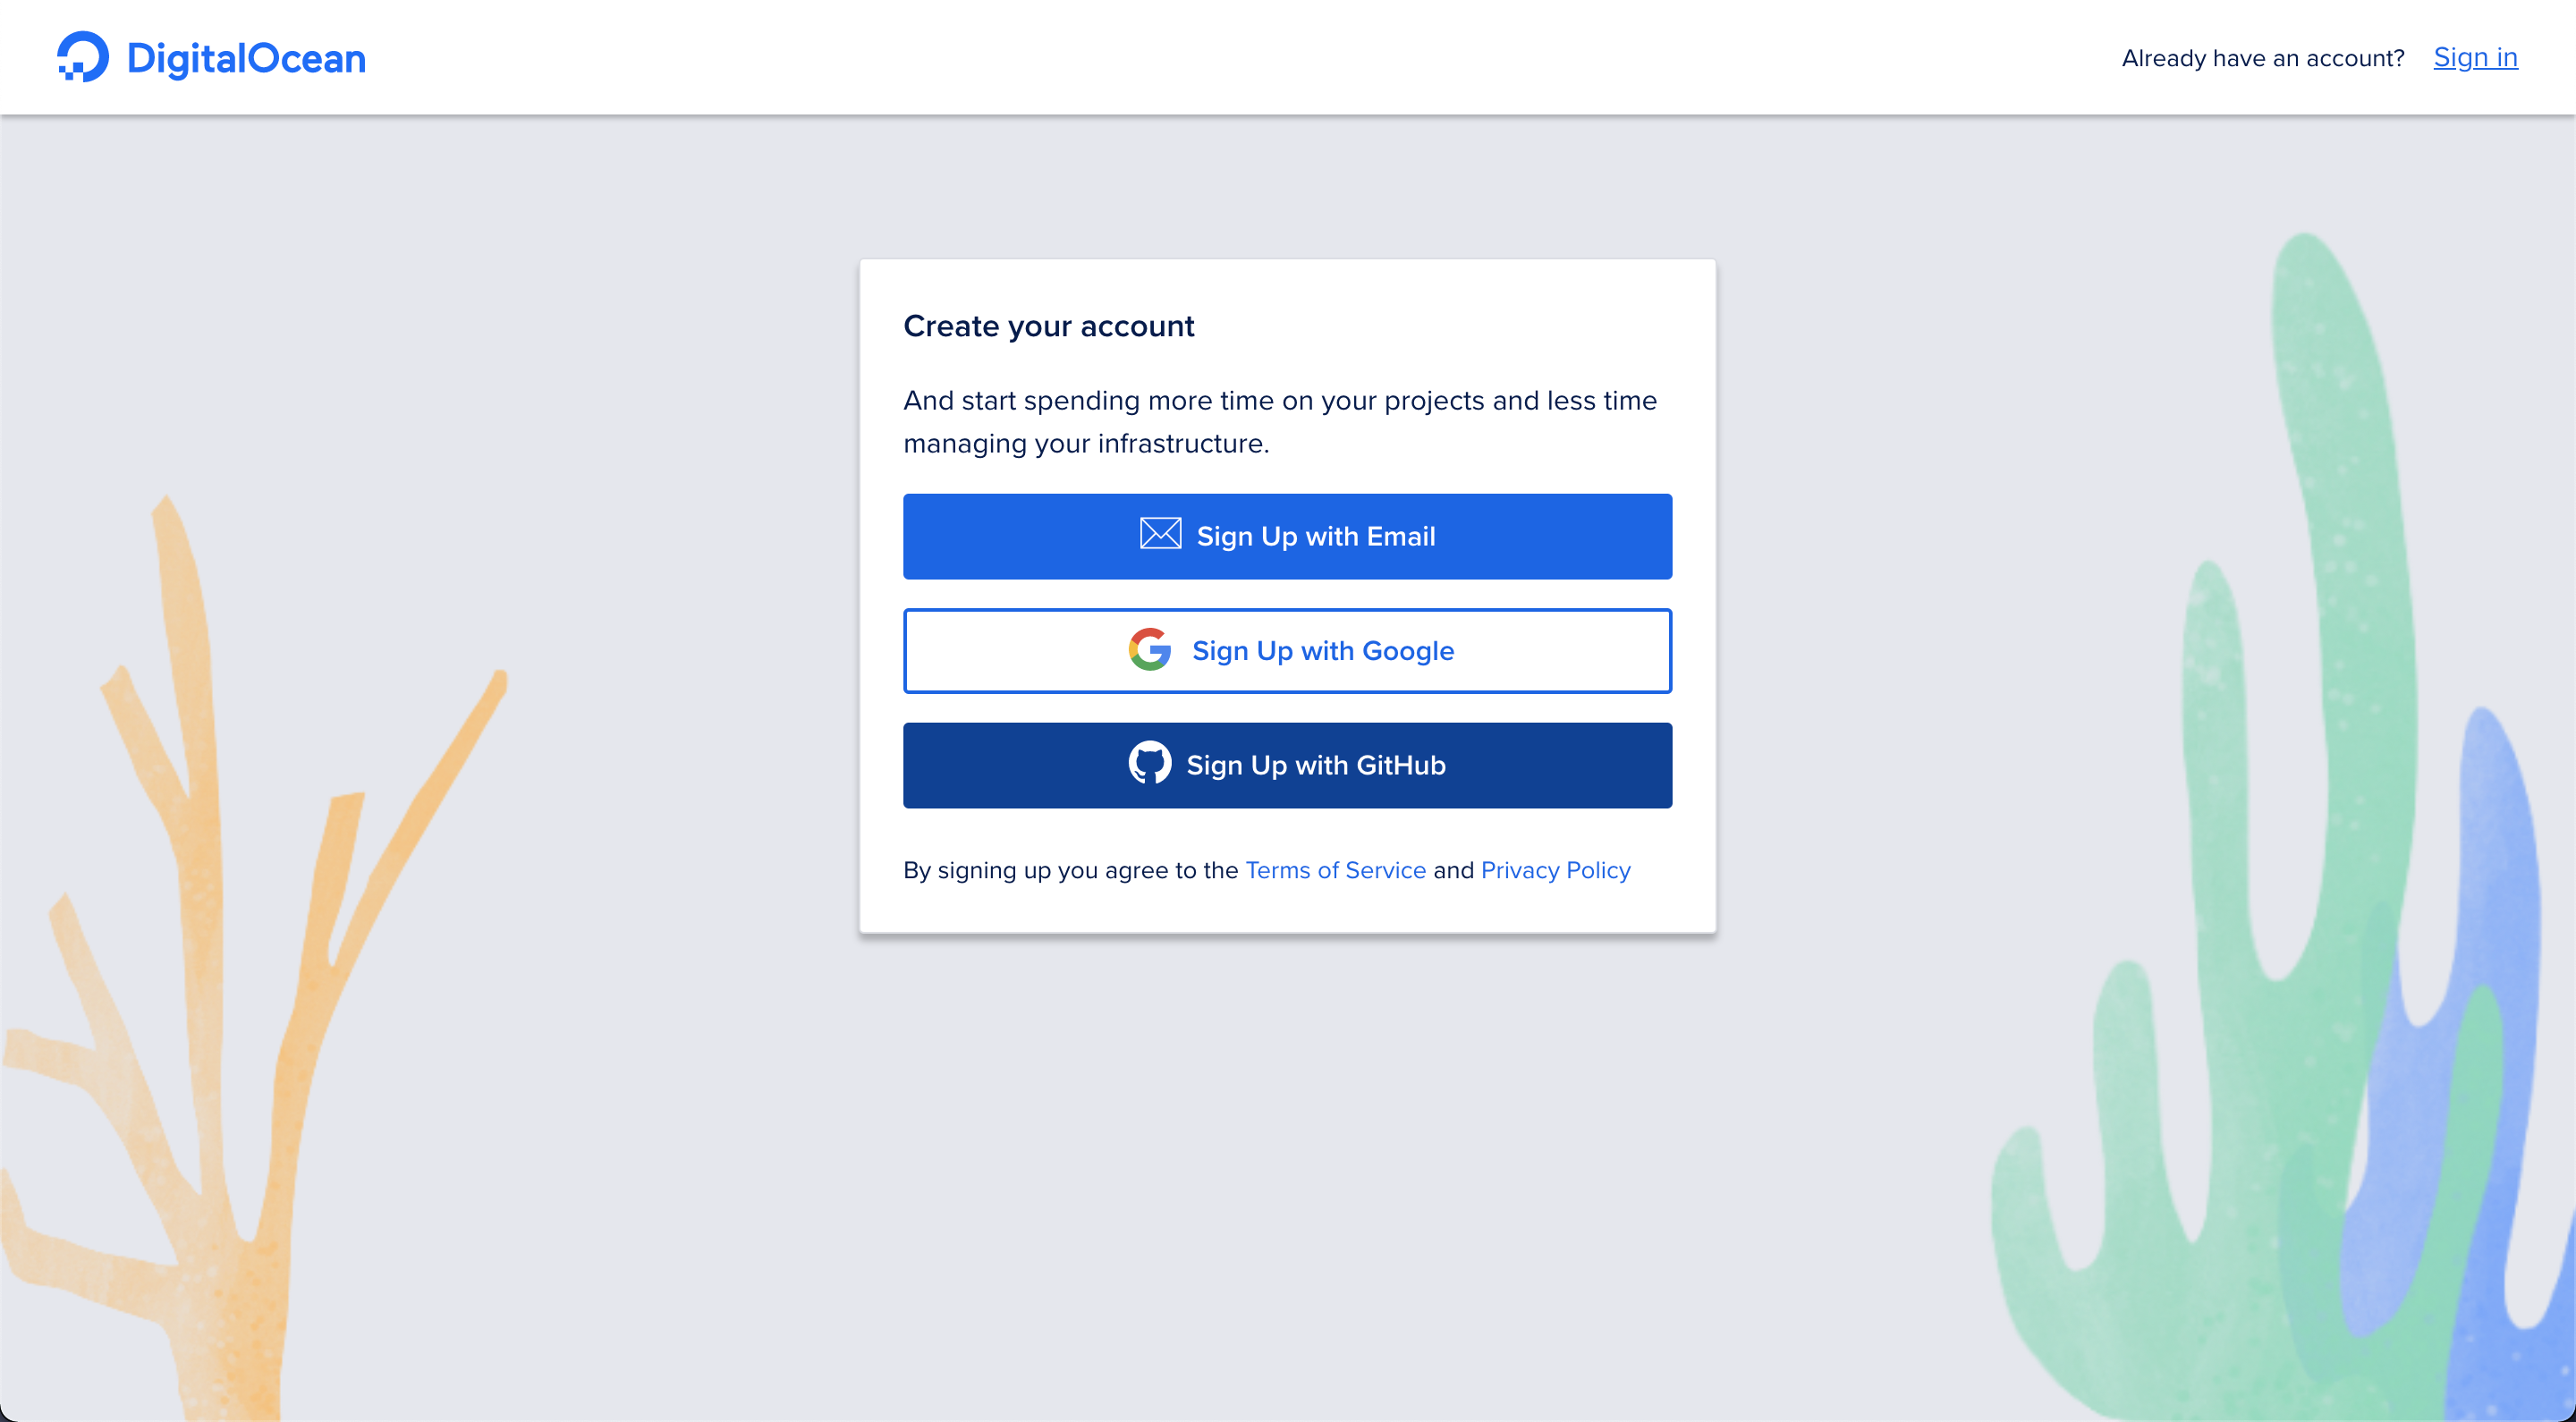 DigitalOcean
Already have an account? Sign in
Create your account
And start spending more time on your projects and less time
managing your infrastructure.
Sign Up with Email
Sign Up with Google
Sign Up with GitHub
By signing up you agree to the Terms of Service and Privacy Policy